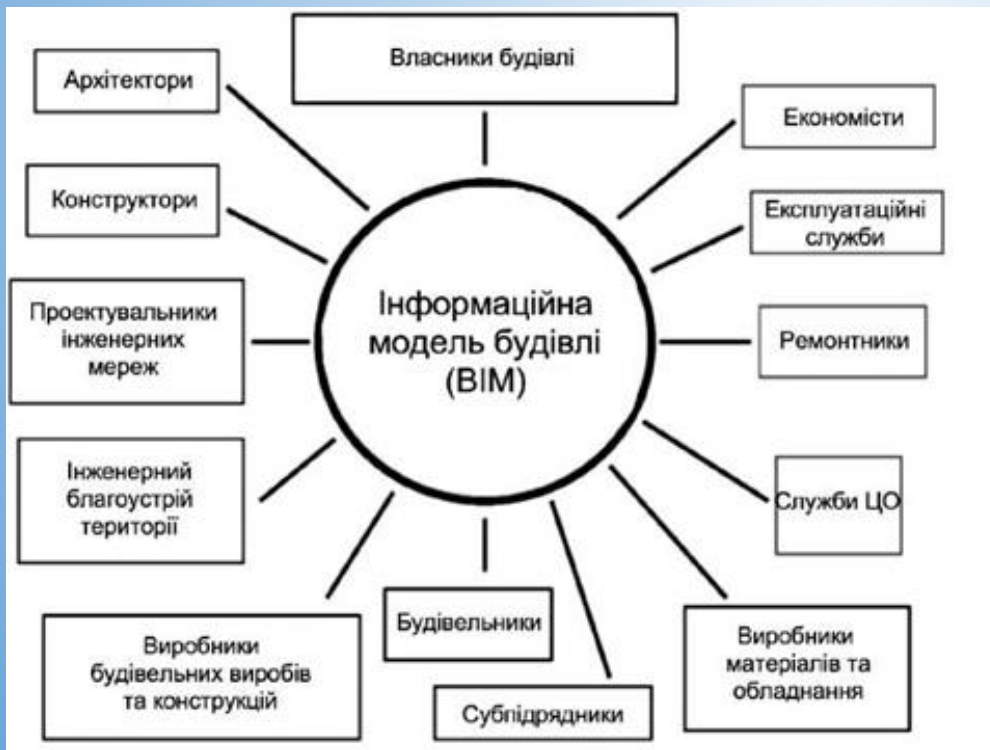 Власники будівлі
Архітектори
Економісти
Конструктори
Експлуатаційні
служби
Проектувальники
інженерних
мереж
Інформаційна
модель будівлі
(ВІМ)
Ремонтники
Інженерний
благоустрій
території
Служби ЦО
Виробники
будівельних виробів
та конструкцій
Будівельники
Субпідрядники
Виробники
матеріалів та
обладнання